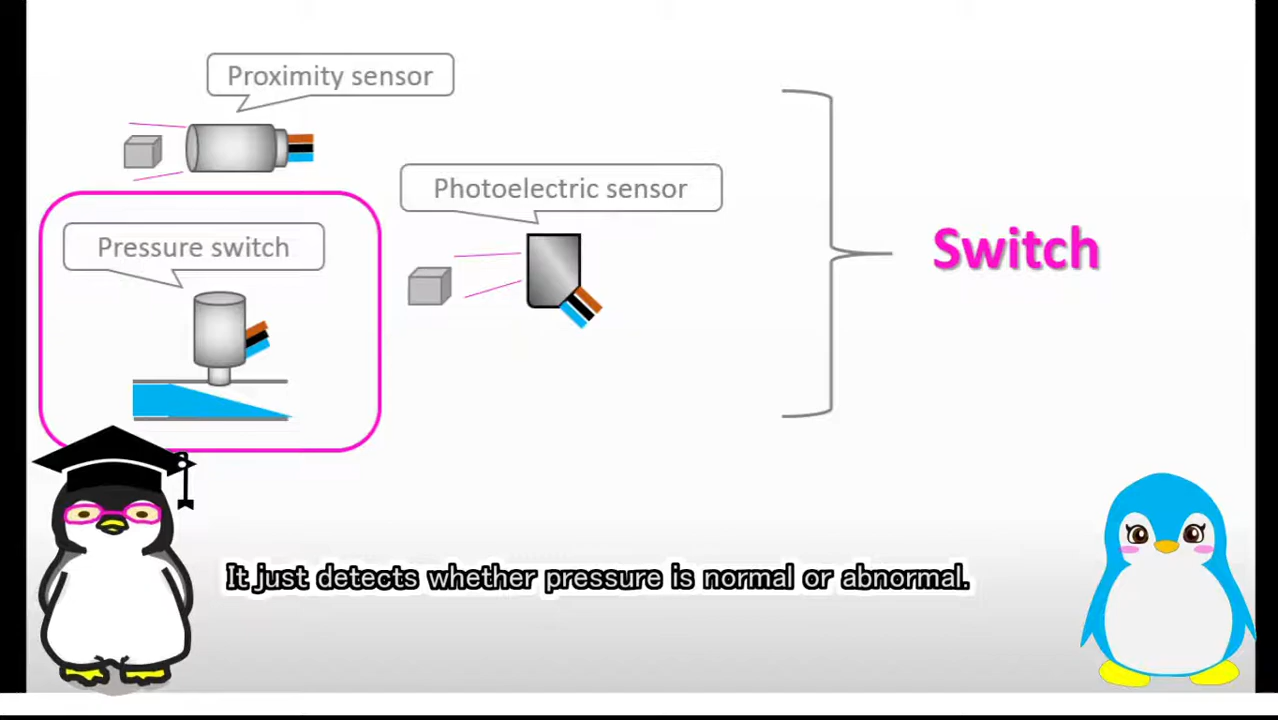 Proximity sensor
Photoelectric sensor
Pressure switch
Switch
It just detects whether pressure is normal or abnormal.